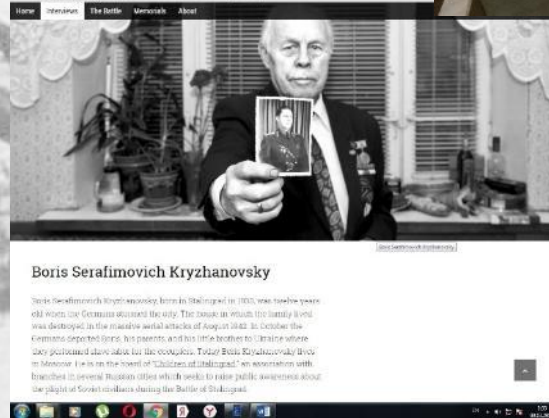 Home Interviews The Battle Memorials About
Boris Serafimovich Kryzhanovsky
Boris Serafimovich Kryzhanovsky
Boris Serafimovich Kryzhanovsky, born in Stalingrad in 1930, was twelve years
old when the Germans stormed the city. The house in which the family lived
was destroyed in the massive aerial attacks of August 1942. In October the
Germans deported Boris, his parents, and his little brother to Ukraine where
they performed slave labor for the occupiers. Today Boris Kryzhanovsky lives
in Moscow. He is on the board of "Children of Stalingrad," an association with
branches in several Russian cities which seeks to raise public awareness about
the plight of Soviet civilians during the Battle of Stalingrad.